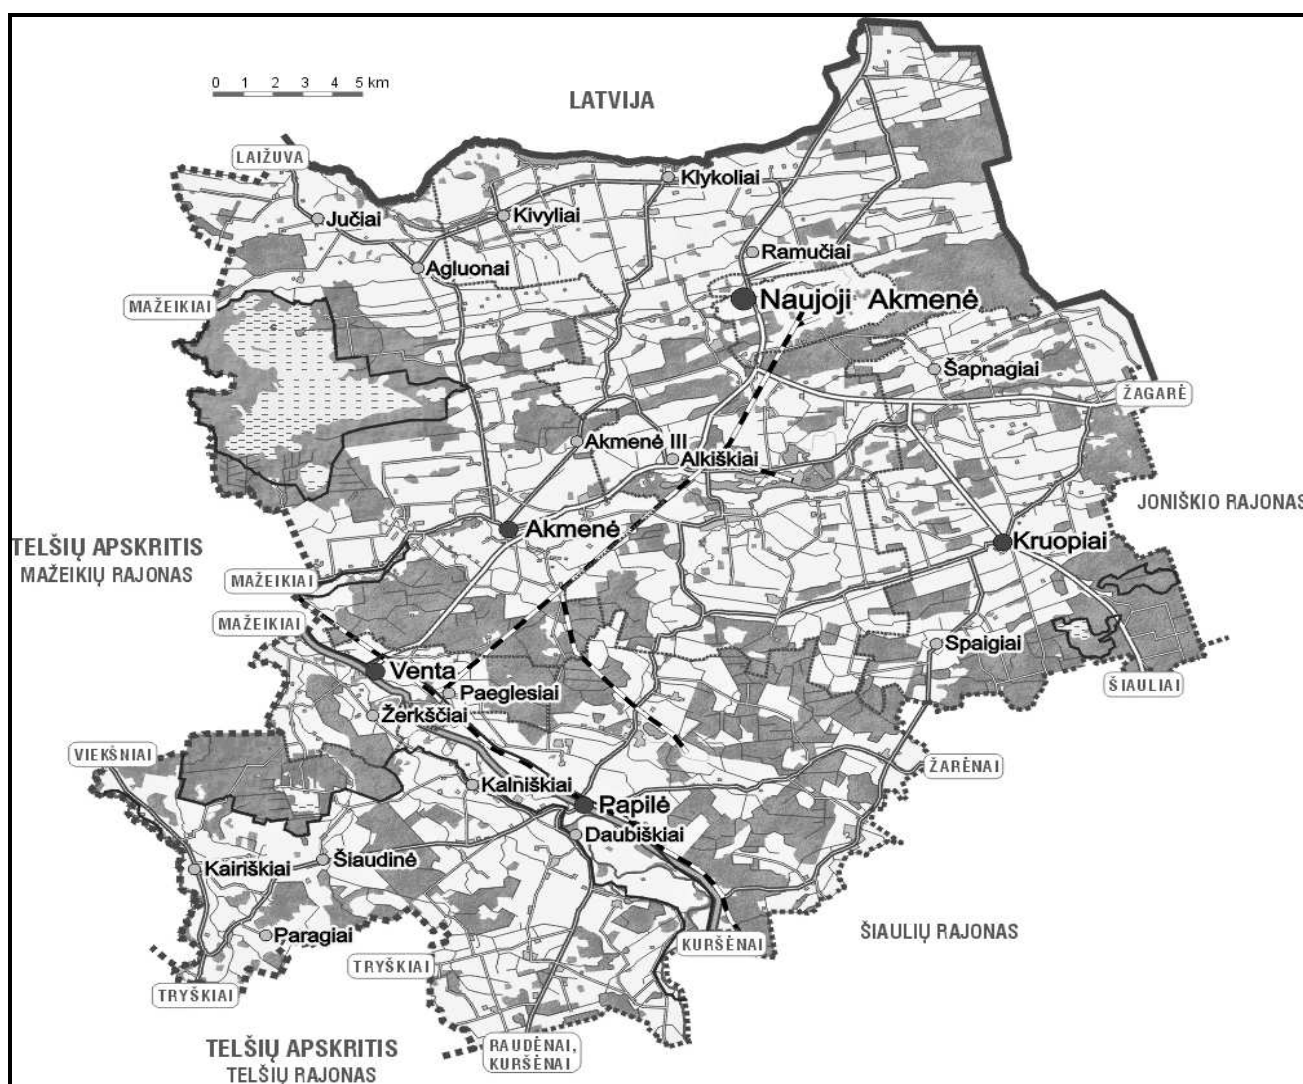 0 1 2 3 4 5 km
LATVIJA
LAIŽUVA
Klykoliai
Jučiai
Kivyliai
Ramučiai
Agluonai
MAŽEIKIAI
Naujoji Akmenė
Šapnagiai
ŽAGARĖ
Akmenė III
Alkiškiai
JONIŠKIO RAJONAS
Akmenė
Kruopiai
TELŠIŲ APSKRITIS
MAŽEIKIŲ RAJONAS
MAŽEIKIAI
MAŽEIKIAI
Spaigiai
Venta
ŠIAULIAI
Paeglesiai
Žerkščiai
VIEKŠNIAI
ŽARĖNAI
Kalniškiai
Papilė
Daubiškiai
Šiaudinė
Kairiškiai
ŠIAULIŲ RAJONAS
Paragiai
KURŠĖNAI
TRYŠKIAI
TRYŠKIAI
TELŠIŲ APSKRITIS
TELŠIŲ RAJONAS
RAUDĖNAI,
KURŠĖNAI